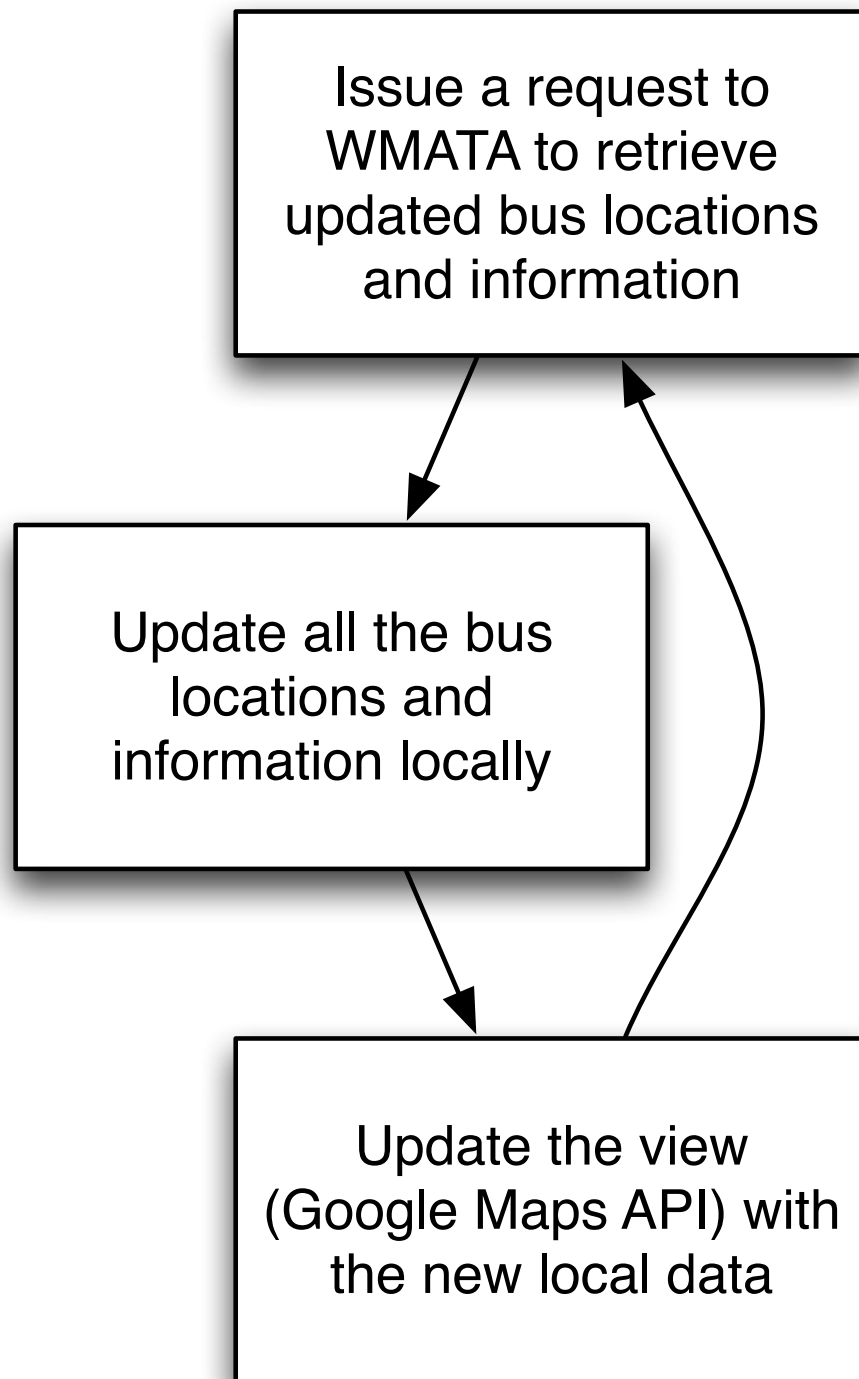 Issue a request to
WMATA to retrieve
updated bus locations
and information
Update all the bus
locations and
information locally
Update the view
(Google Maps API) with
the new local data